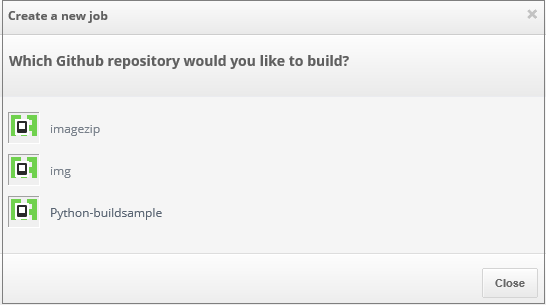 Create a new job
Which Github repository would you like to build?
imagezip
img
Python-buildsample
Close